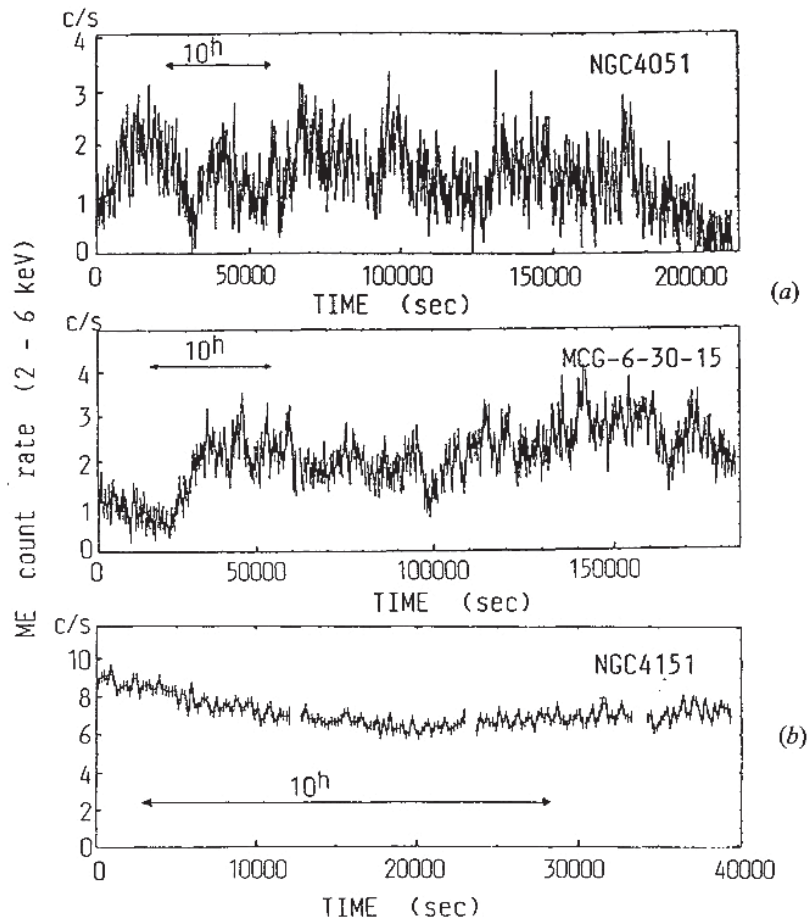 c/s
4
3
2
1
0
10h
NGC4051
0 50000 100000 150000 200000
TIME (sec)
(a)
ME count rate (2 - 6 keV)
c/s
4
3
2
1
0
10h
MCG-6-30-15
0 50000 100000 150000
TIME (sec)
c/s
10
8
6
4
2
0
NGC4151
10h
(b)
0 10000 20000 30000 40000
TIME (sec)